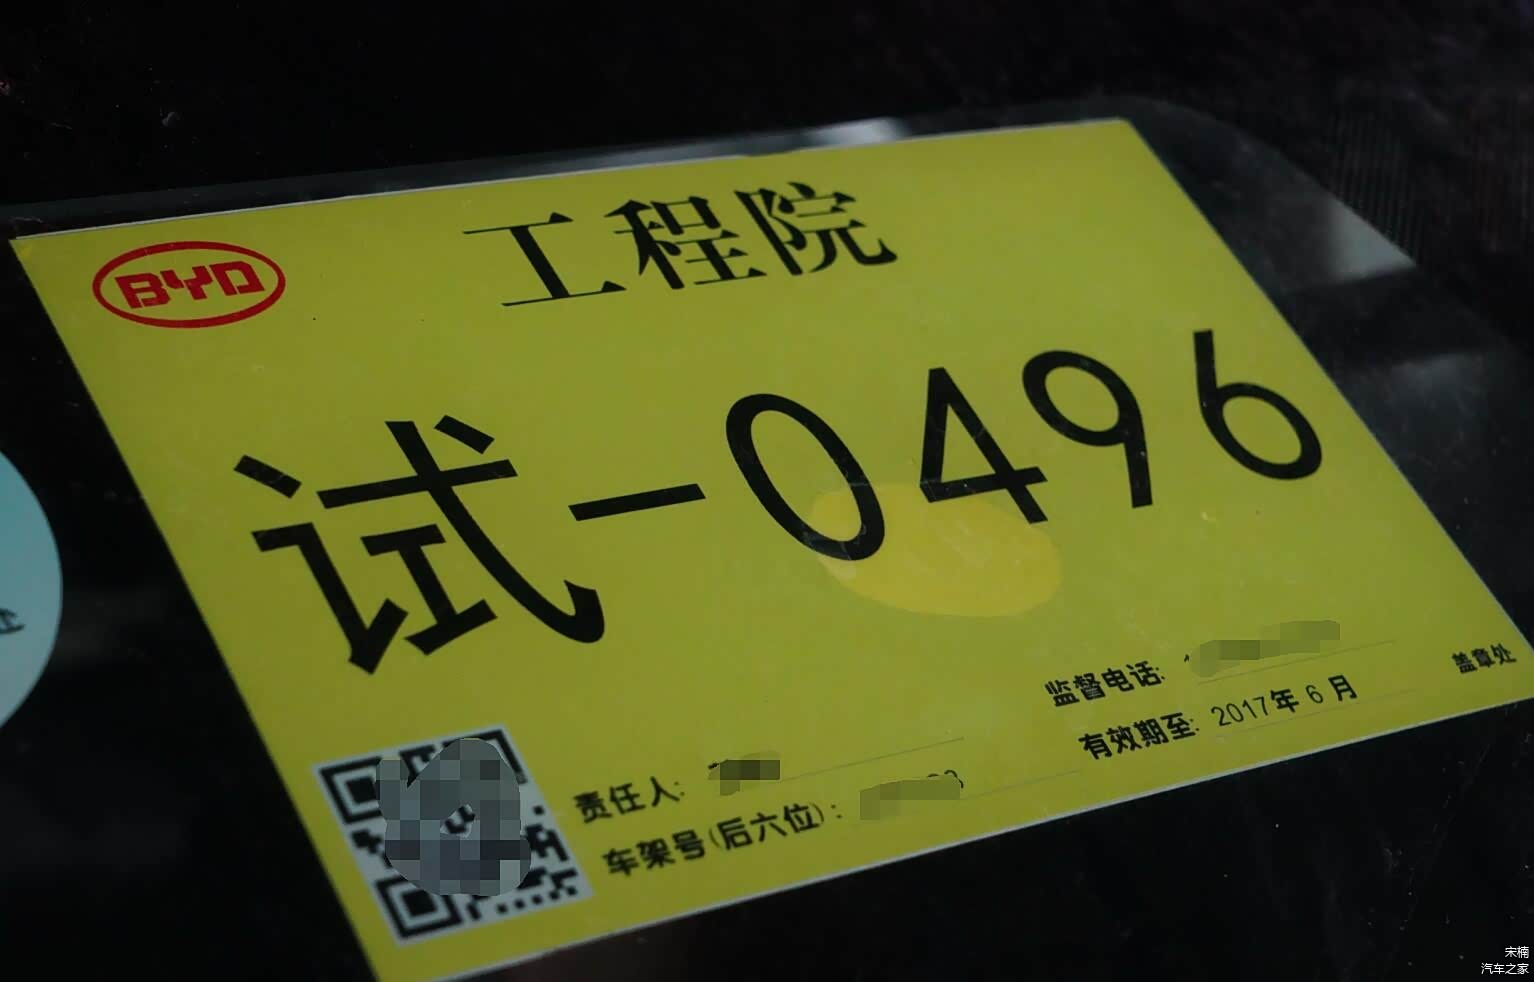 BYD
工程院
试-0496
监督电话:
盖章处
有效期至: 2017年 6 月
责任人:
车架号(后六位):
宋楠
汽车之家